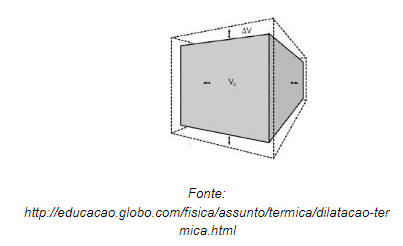 ΔV
V₀
Fonte:
http://educacao.globo.com/fisica/assunto/termica/dilatacao-ter
mica.html